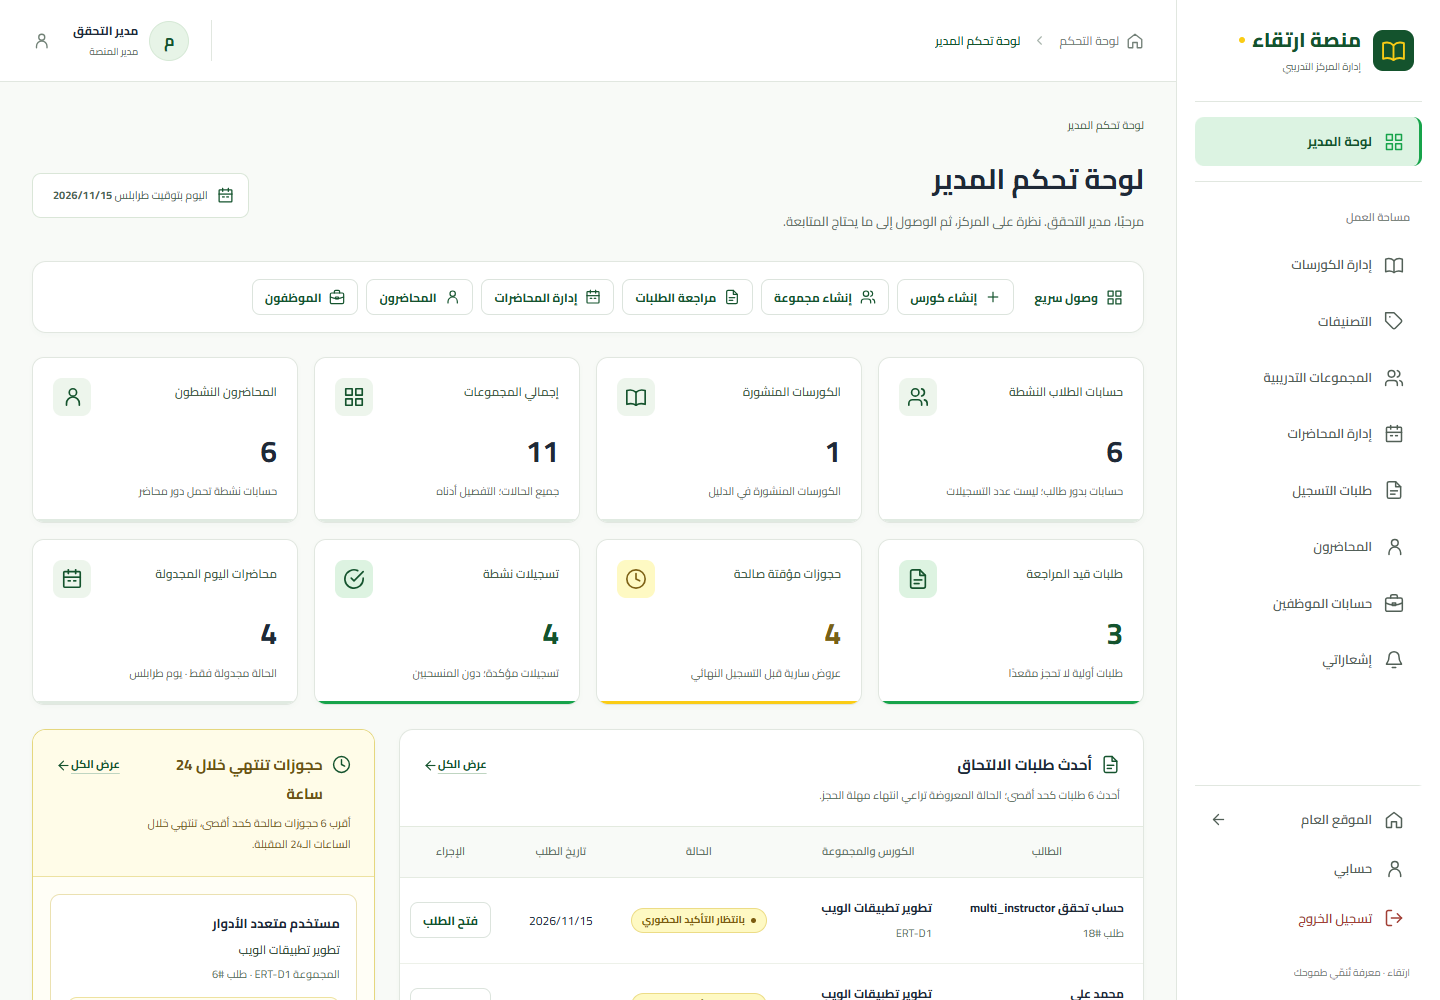 منصة ارتقاء
إدارة المركز التدريبي
لوحة المدير
مساحة العمل
إدارة الكورسات
التصنيفات
المجموعات التدريبية
إدارة المحاضرات
طلبات التسجيل
المحاضرون
حسابات الموظفين
إشعاراتي
الموقع العام
حسابي
تسجيل الخروج
ارتقاء · معرفة تُنمّي طموحك
لوحة التحكم
لوحة تحكم المدير
م
مدير التحقق
مدير المنصة
لوحة تحكم المدير
لوحة تحكم المدير
مرحبًا، مدير التحقق. نظرة على المركز، ثم الوصول إلى ما يحتاج المتابعة.
اليوم بتوقيت طرابلس 2026/11/15
وصول سريع
إنشاء كورس
إنشاء مجموعة
مراجعة الطلبات
إدارة المحاضرات
المحاضرون
الموظفون
حسابات الطلاب النشطة
6
حسابات بدور طالب؛ ليست عدد التسجيلات
الكورسات المنشورة
1
الكورسات المنشورة في الدليل
إجمالي المجموعات
11
جميع الحالات؛ التفصيل أدناه
المحاضرون النشطون
6
حسابات نشطة تحمل دور محاضر
طلبات قيد المراجعة
3
طلبات أولية لا تحجز مقعدًا
حجوزات مؤقتة صالحة
4
عروض سارية قبل التسجيل النهائي
تسجيلات نشطة
4
تسجيلات مؤكدة؛ دون المنسحبين
محاضرات اليوم المجدولة
4
الحالة مجدولة فقط · يوم طرابلس
أحدث طلبات الالتحاق
عرض الكل
أحدث 6 طلبات كحد أقصى؛ الحالة المعروضة تراعي انتهاء مهلة الحجز.
الطالب
الكورس والمجموعة
الحالة
تاريخ الطلب
الإجراء
حساب تحقق multi_instructor
طلب #18
تطوير تطبيقات الويب
ERT-D1
بانتظار التأكيد الحضوري
2026/11/15
فتح الطلب
محمد علي
تطوير تطبيقات الويب
حجوزات تنتهي خلال 24
ساعة
عرض الكل
أقرب 6 حجوزات صالحة كحد أقصى، تنتهي خلال
الساعات الـ24 المقبلة.
مستخدم متعدد الأدوار
تطوير تطبيقات الويب
المجموعة ERT-D1 · طلب #6